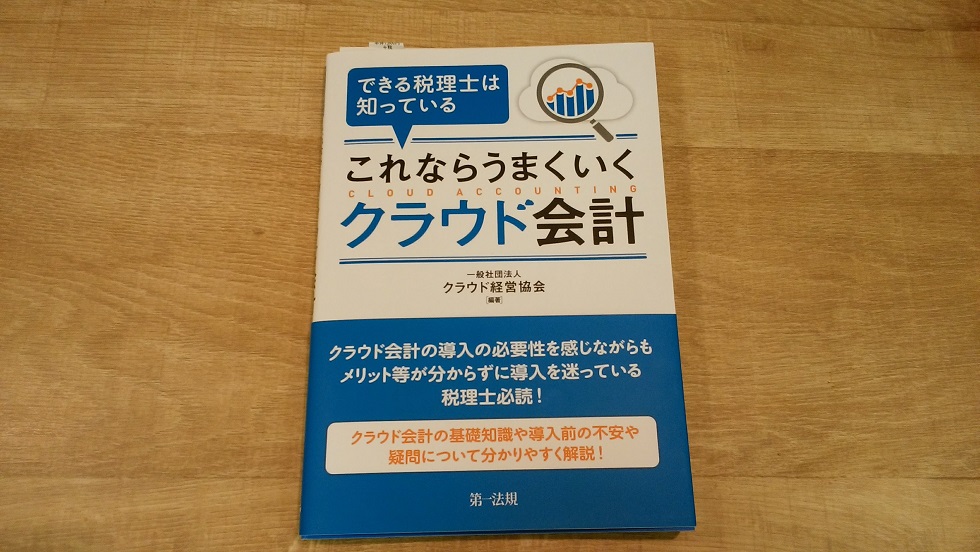 できる税理士は
知っている
これならうまくいく
CLOUD ACCOUNTING
クラウド会計
一般社団法人
クラウド経営協会
[編著]
クラウド会計の導入の必要性を感じながらも
メリット等が分からずに導入を迷っている
税理士必読！
クラウド会計の基礎知識や導入前の不安や
疑問について分かりやすく解説！
第一法規